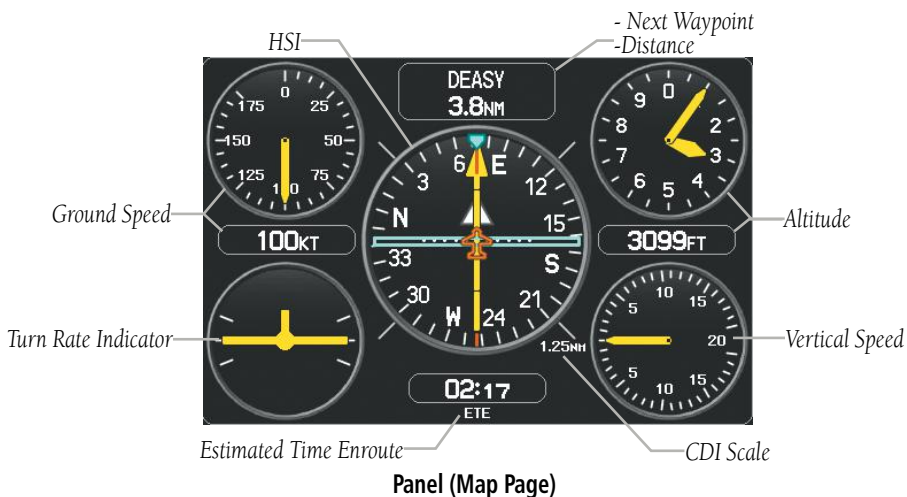 - Next Waypoint
-Distance
HSI
DEASY
3.8NM
0
25
50
75
100
125
150
175
0
2
3
4
5
6
7
8
9
Ground Speed
100KT
Altitude
3099FT
6
E
12
15
S
21
24
W
30
33
N
3
Turn Rate Indicator
5
10
15
20
15
10
5
Vertical Speed
1.25NM
02:17
ETE
Estimated Time Enroute
CDI Scale
Panel (Map Page)